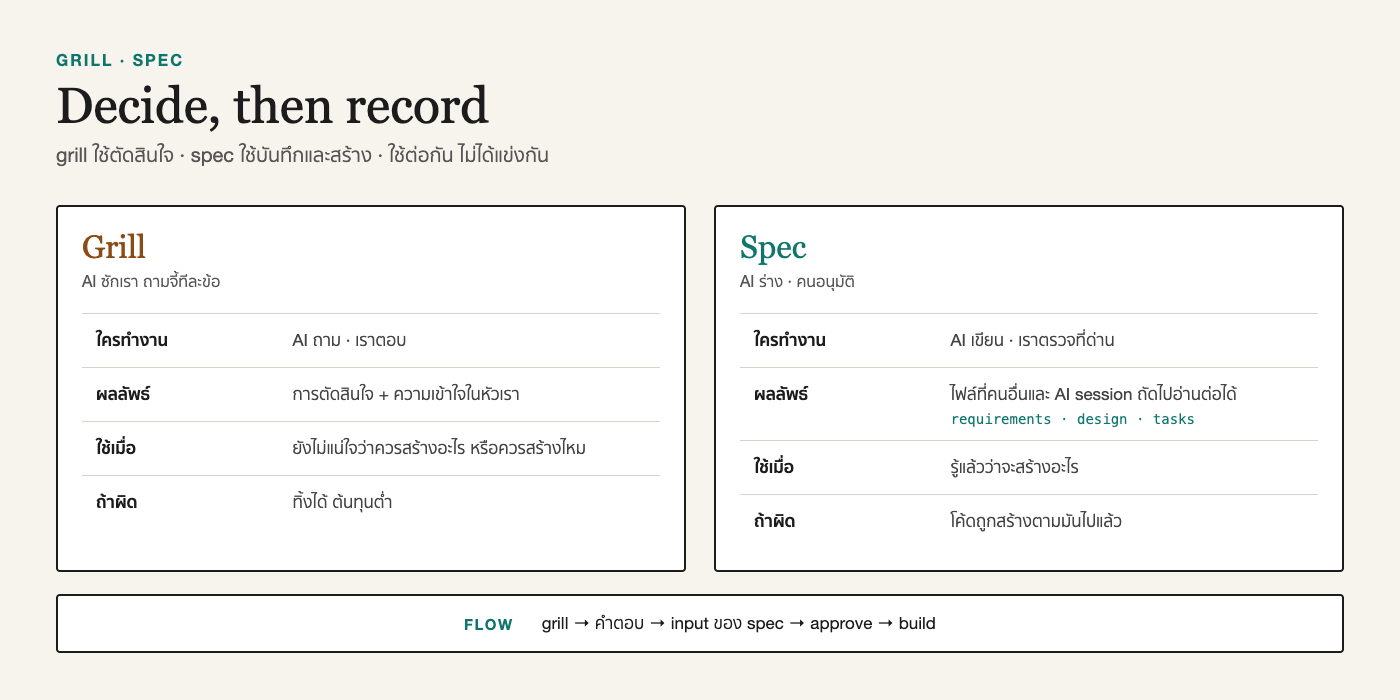 GRILL · SPEC
Decide, then record
grill ใช้ตัดสินใจ · spec ใช้บันทึกและสร้าง · ใช้ต่อกัน ไม่ได้แข่งกัน
Grill
AI ซักเรา ถามจี้ทีละข้อ
ใครทำงาน AI ถาม · เราตอบ
ผลลัพธ์ การตัดสินใจ + ความเข้าใจในหัวเรา
ใช้เมื่อ ยังไม่แน่ใจว่าควรสร้างอะไร หรือควรสร้างไหม
ถ้าผิด ทิ้งได้ ต้นทุนต่ำ
Spec
AI ร่าง · คนอนุมัติ
ใครทำงาน AI เขียน · เราตรวจที่ด่าน
ผลลัพธ์ ไฟล์ที่คนอื่นและ AI session ถัดไปอ่านต่อได้
requirements · design · tasks
ใช้เมื่อ รู้แล้วว่าจะสร้างอะไร
ถ้าผิด โค้ดถูกสร้างตามมันไปแล้ว
FLOW grill → คำตอบ → input ของ spec → approve → build